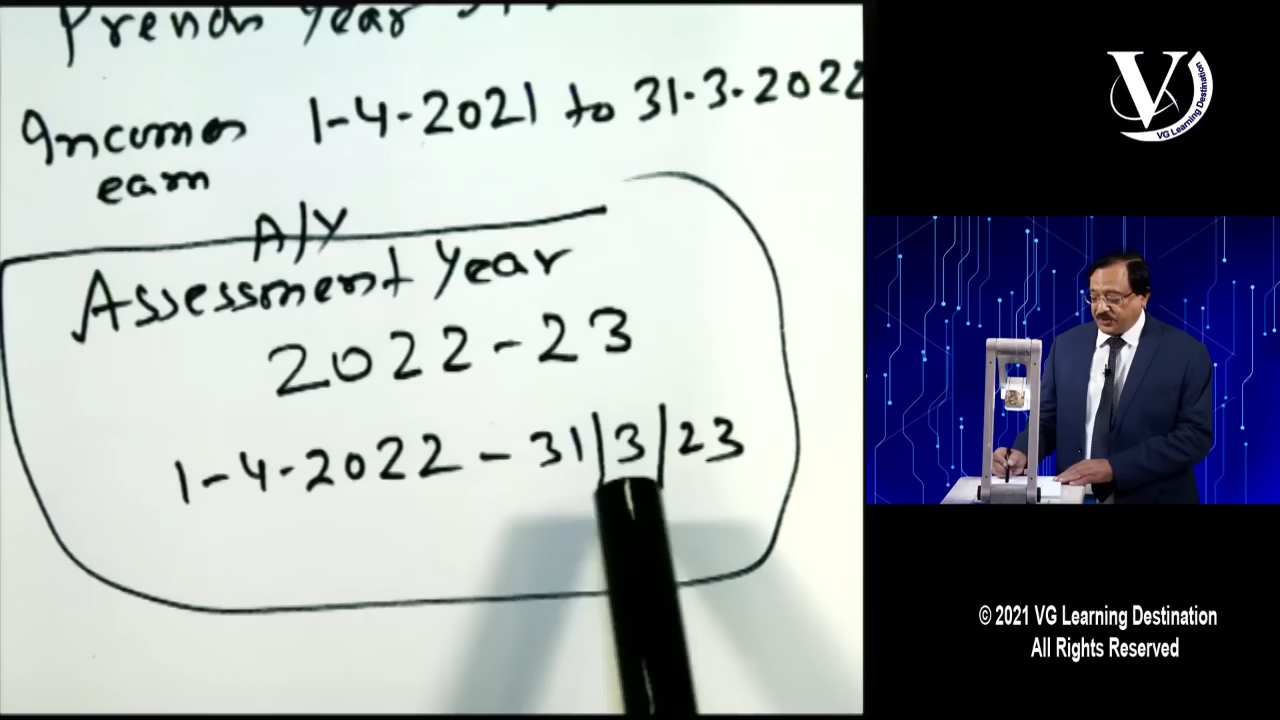 Year
Incomes 1-4-2021 to 31.3.2022
earn
A/Y
Assessment Year
2022-23
1-4-2022 - 31/3/23
V
VG Learning Destination
© 2021 VG Learning Destination
All Rights Reserved